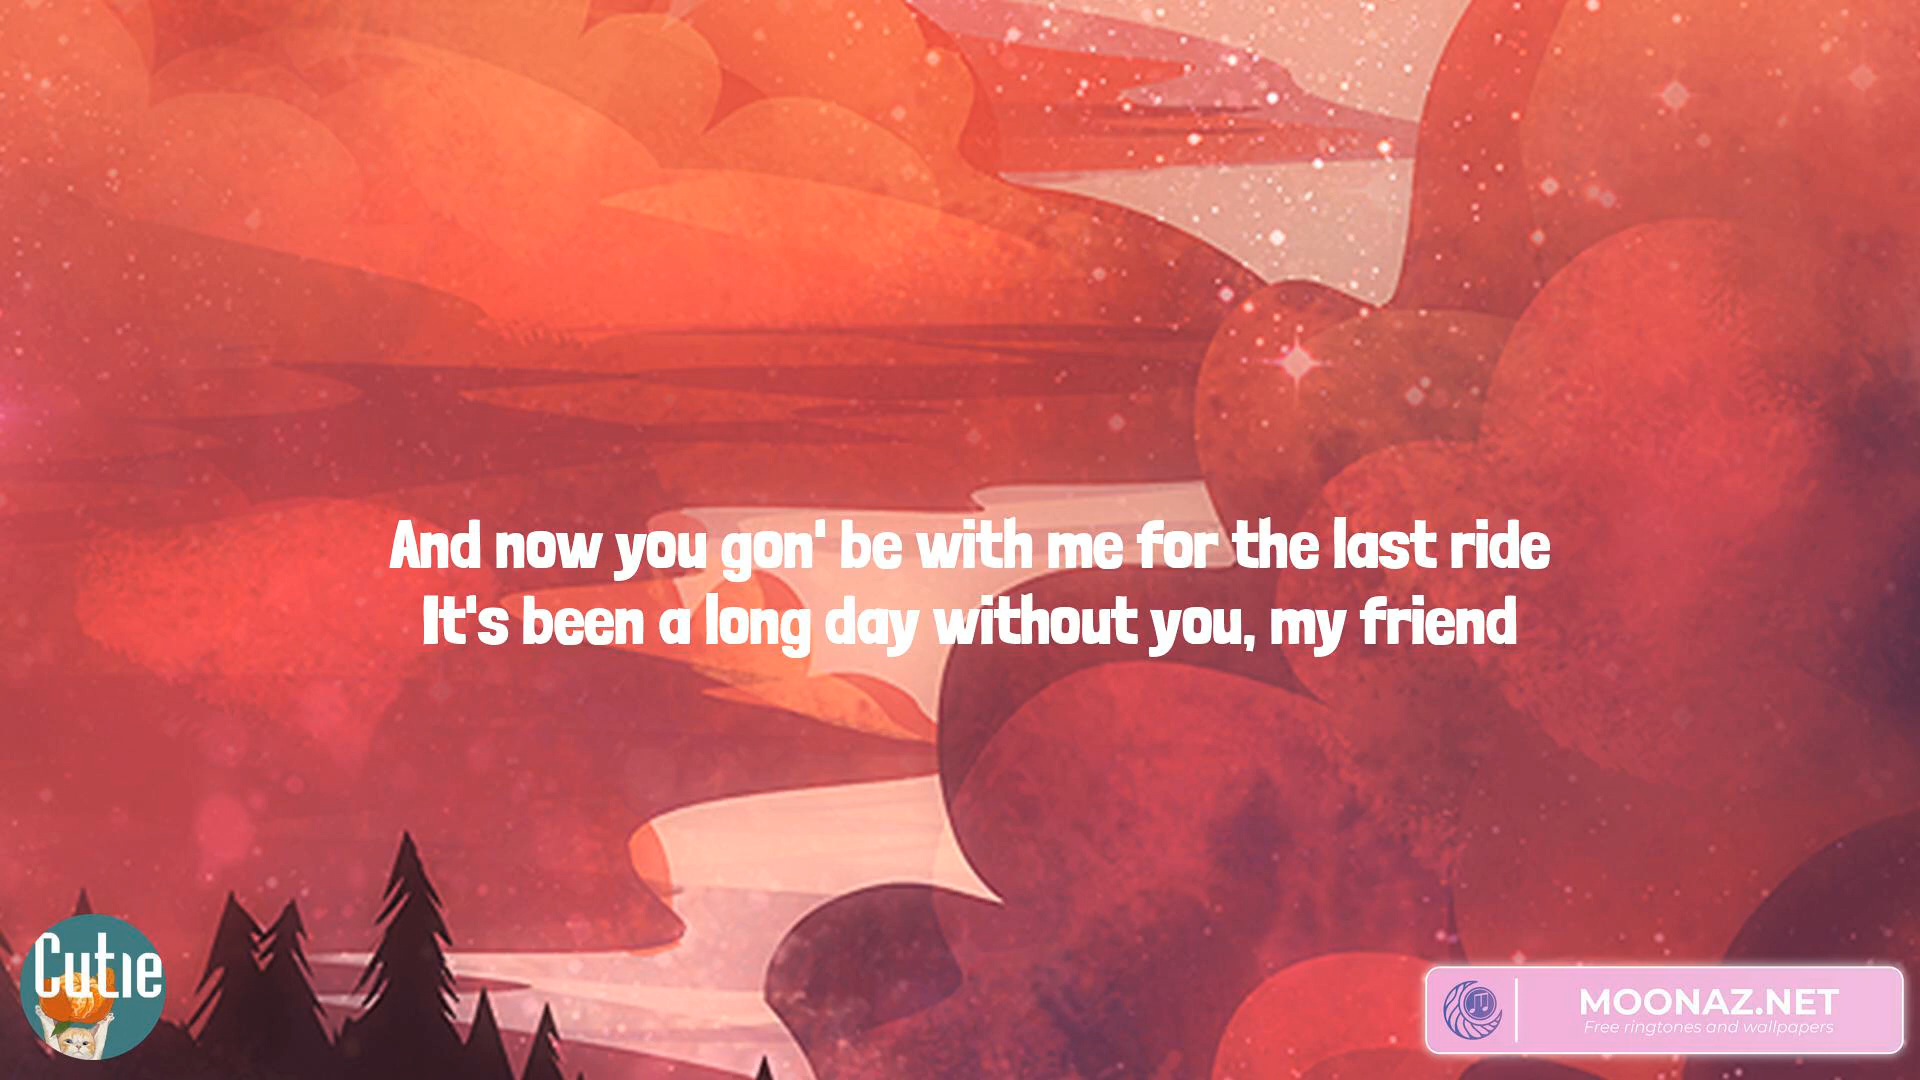 And now you gon' be with me for the last ride
It's been a long day without you, my friend
Cutie
MOONAZ.NET
Free ringtones and wallpapers